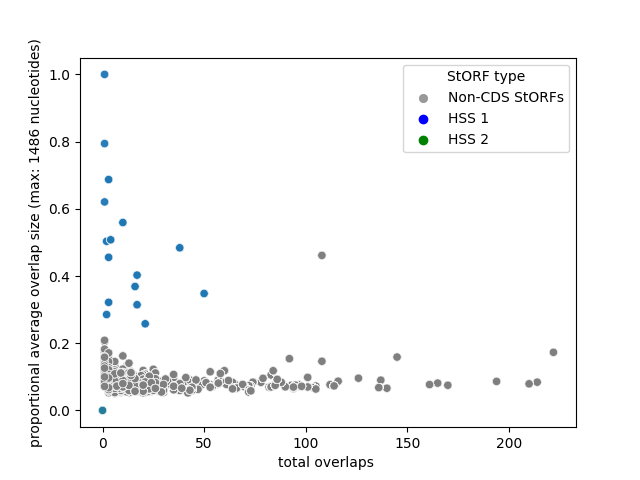 proportional average overlap size (max: 1486 nucleotides)
1.0
0.8
0.6
0.4
0.2
0.0
StORF type
Non-CDS StORFs
HSS 1
HSS 2
0 50 100 150 200
total overlaps